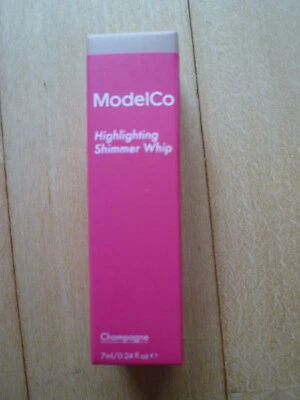 ModelCo
Highlighting
Shimmer Whip
Champagne
7ml/0.24 fl oz ℮